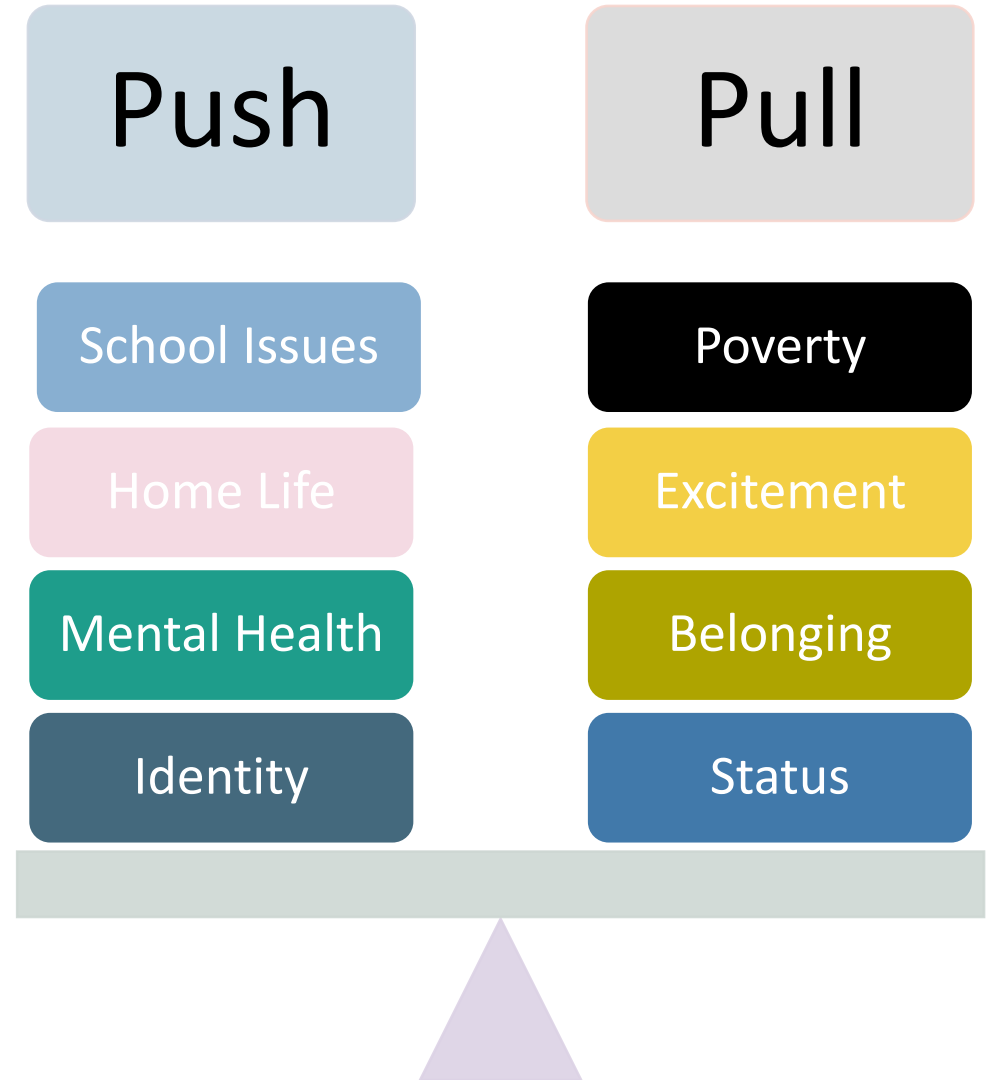 Push
Pull
School Issues
Poverty
Home Life
Excitement
Mental Health
Belonging
Identity
Status